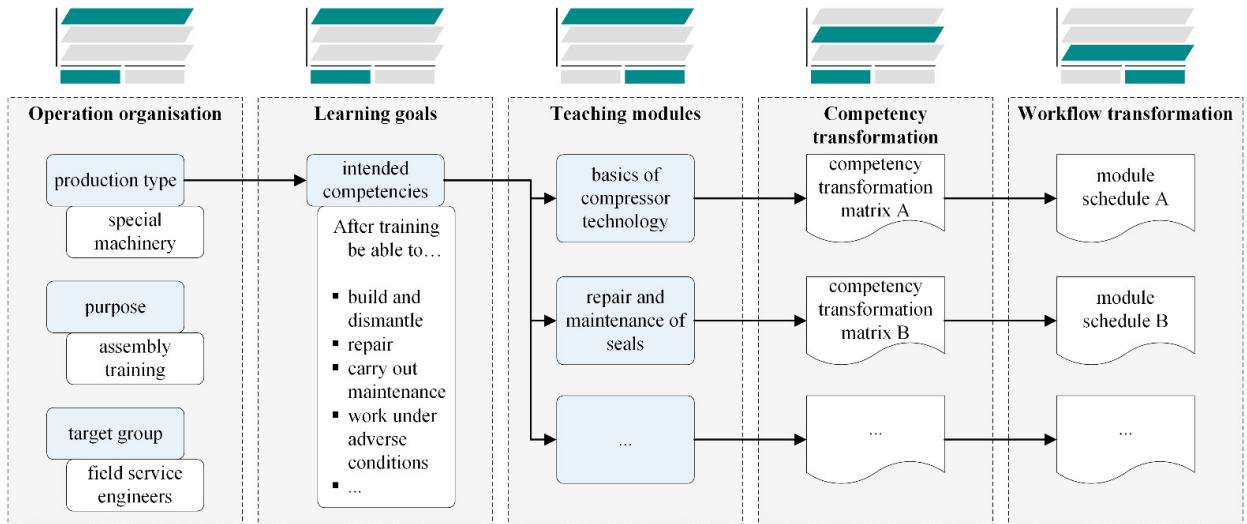 Operation organisation
production type
special
machinery
purpose
assembly
training
target group
field service
engineers
Learning goals
intended
competencies
After training
be able to…
▪ build and
dismantle
▪ repair
▪ carry out
maintenance
▪ work under
adverse
conditions
▪ ...
Teaching modules
basics of
compressor
technology
repair and
maintenance of
seals
...
Competency
transformation
competency
transformation
matrix A
competency
transformation
matrix B
...
Workflow transformation
module
schedule A
module
schedule B
...